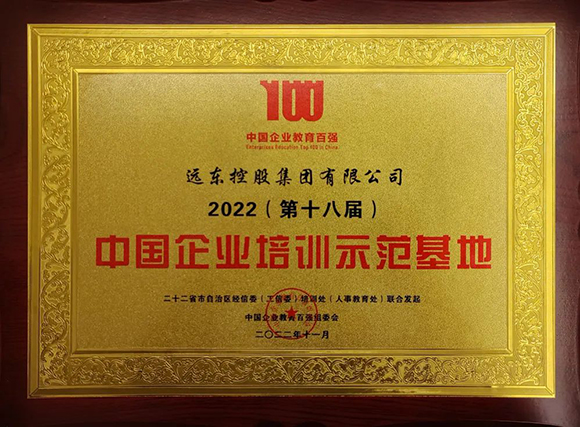 100
中国企业教育百强
Enterprises Education Top 100 in China
远东控股集团有限公司
2022(第十八届)
中国企业培训示范基地
二十二省市自治区经信委(工信委)培训处(人事教育处)联合发起
中国企业教育百强组委会
二〇二二年十一月